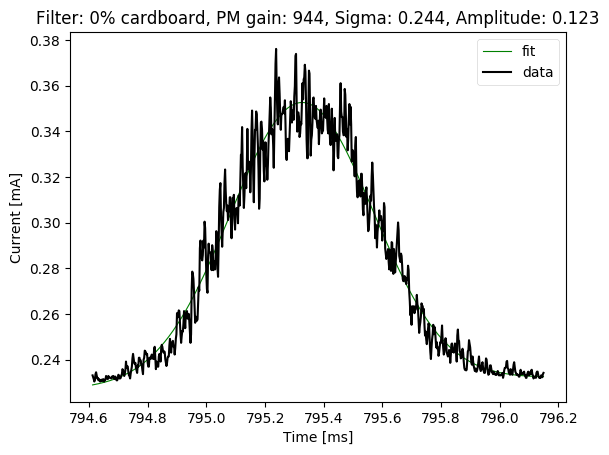 Filter: 0% cardboard, PM gain: 944, Sigma: 0.244, Amplitude: 0.123
0.38
0.36
0.34
0.32
0.30
0.28
0.26
0.24
Current [mA]
fit
data
794.6 794.8 795.0 795.2 795.4 795.6 795.8 796.0 796.2
Time [ms]